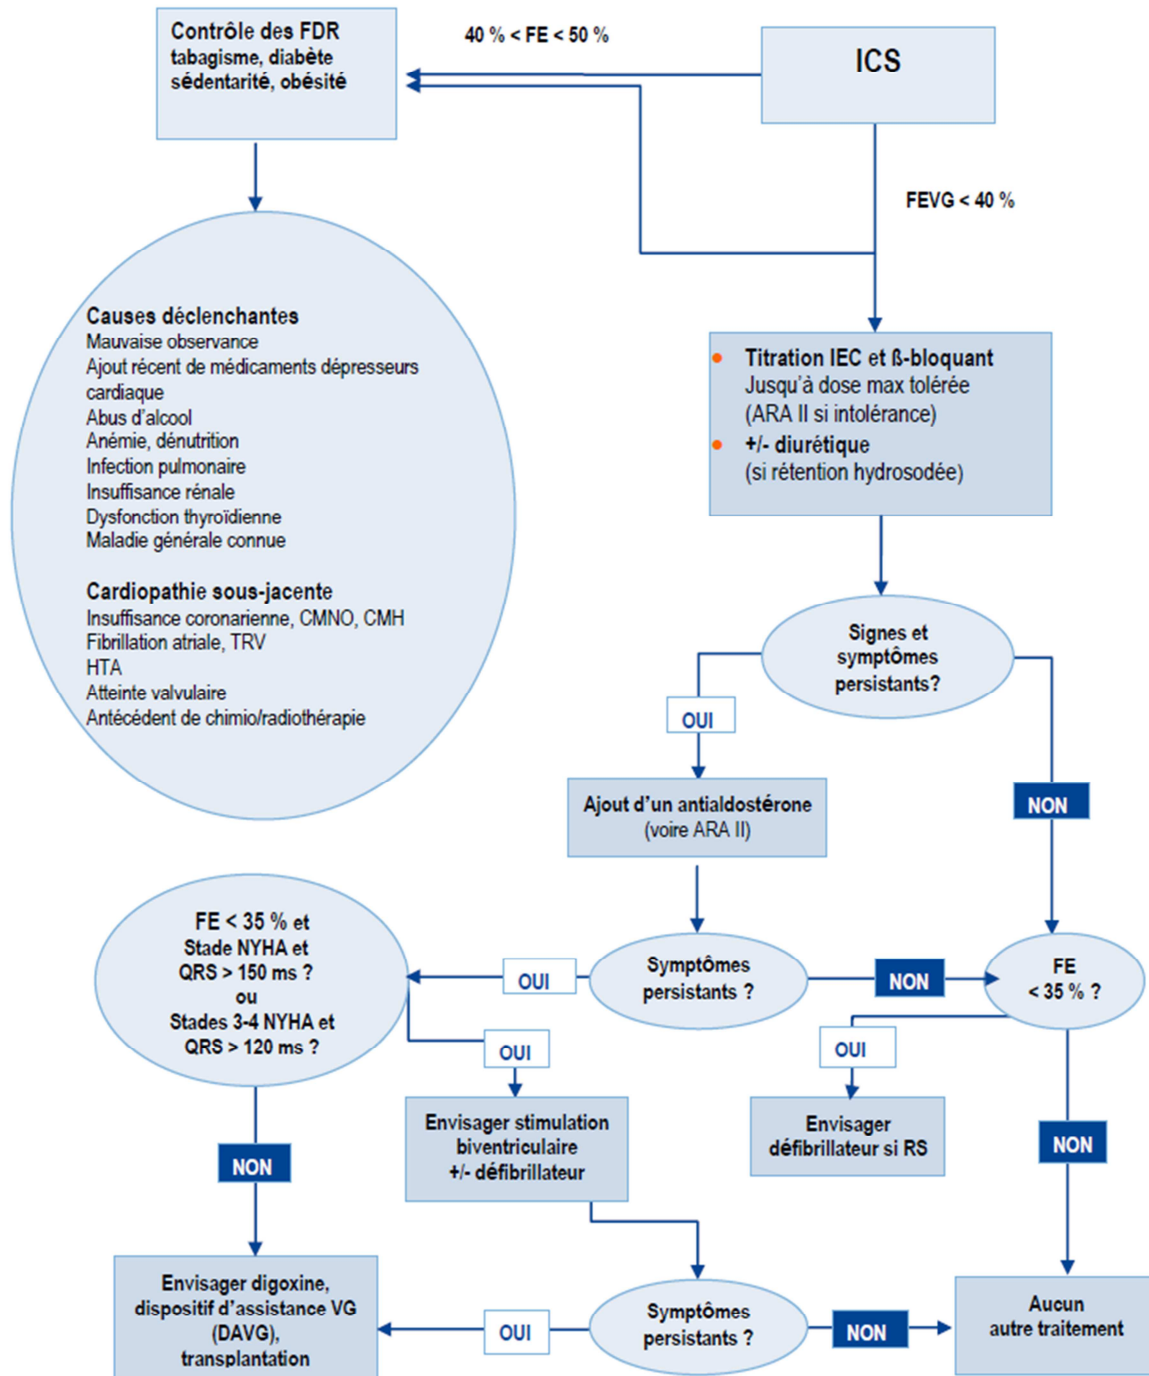 Contrôle des FDR
tabagisme, diabète
sédentarité, obésité
40 % < FE < 50 %
ICS
FEVG < 40 %
Causes déclenchantes
Mauvaise observance
Ajout récent de médicaments dépresseurs
cardiaque
Abus d'alcool
Anémie, dénutrition
Infection pulmonaire
Insuffisance rénale
Dysfonction thyroïdienne
Maladie générale connue
Cardiopathie sous-jacente
Insuffisance coronarienne, CMNO, CMH
Fibrillation atriale, TRV
HTA
Atteinte valvulaire
Antécédent de chimio/radiothérapie
• Titration IEC et ß-bloquant
Jusqu'à dose max tolérée
(ARA II si intolérance)
• +/- diurétique
(si rétention hydrosodée)
Signes et
symptômes
persistants?
OUI
NON
Ajout d'un antialdostérone
(voire ARA II)
FE < 35 % et
Stade NYHA et
QRS > 150 ms ?
ou
Stades 3-4 NYHA et
QRS > 120 ms ?
OUI
Symptômes
persistants ?
NON
FE
< 35 % ?
OUI
OUI
NON
NON
Envisager stimulation
biventriculaire
+/- défibrillateur
Envisager
défibrillateur si RS
Envisager digoxine,
dispositif d'assistance VG
(DAVG),
transplantation
OUI
Symptômes
persistants ?
NON
Aucun
autre traitement